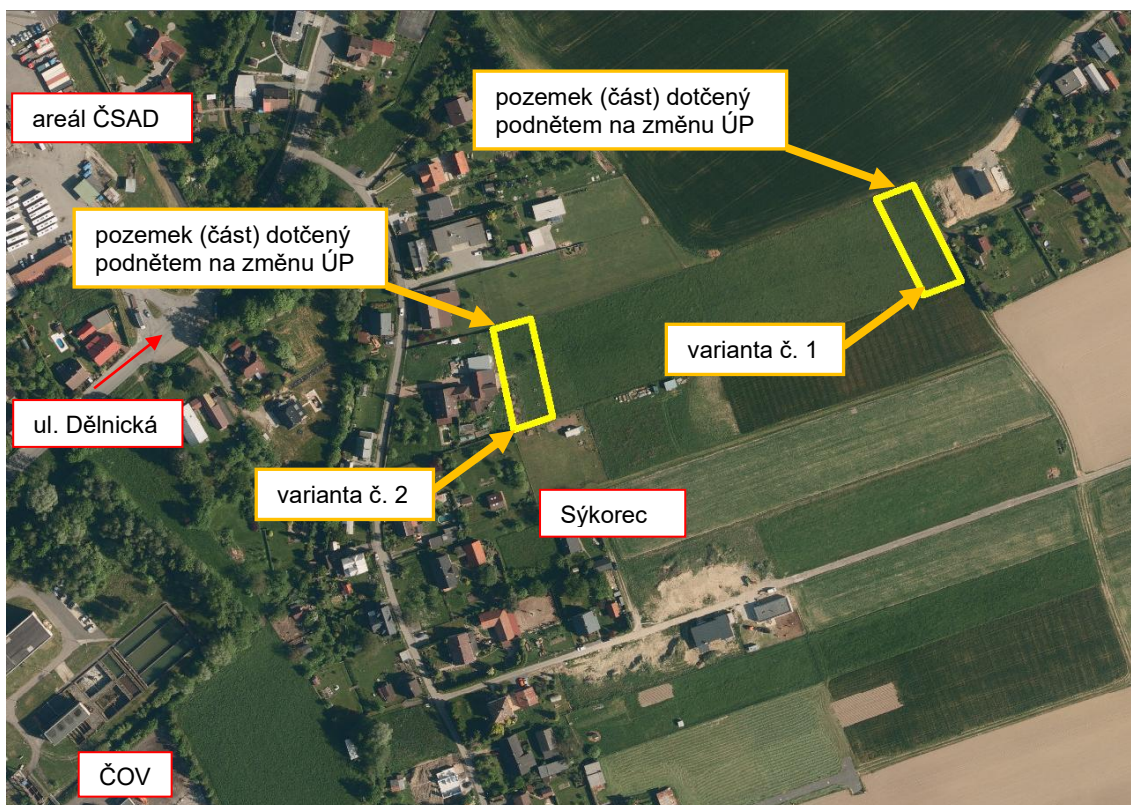 pozemek (část) dotčený
podnětem na změnu ÚP
areál ČSAD
pozemek (část) dotčený
podnětem na změnu ÚP
varianta č. 1
ul. Dělnická
varianta č. 2
Sýkorec
ČOV